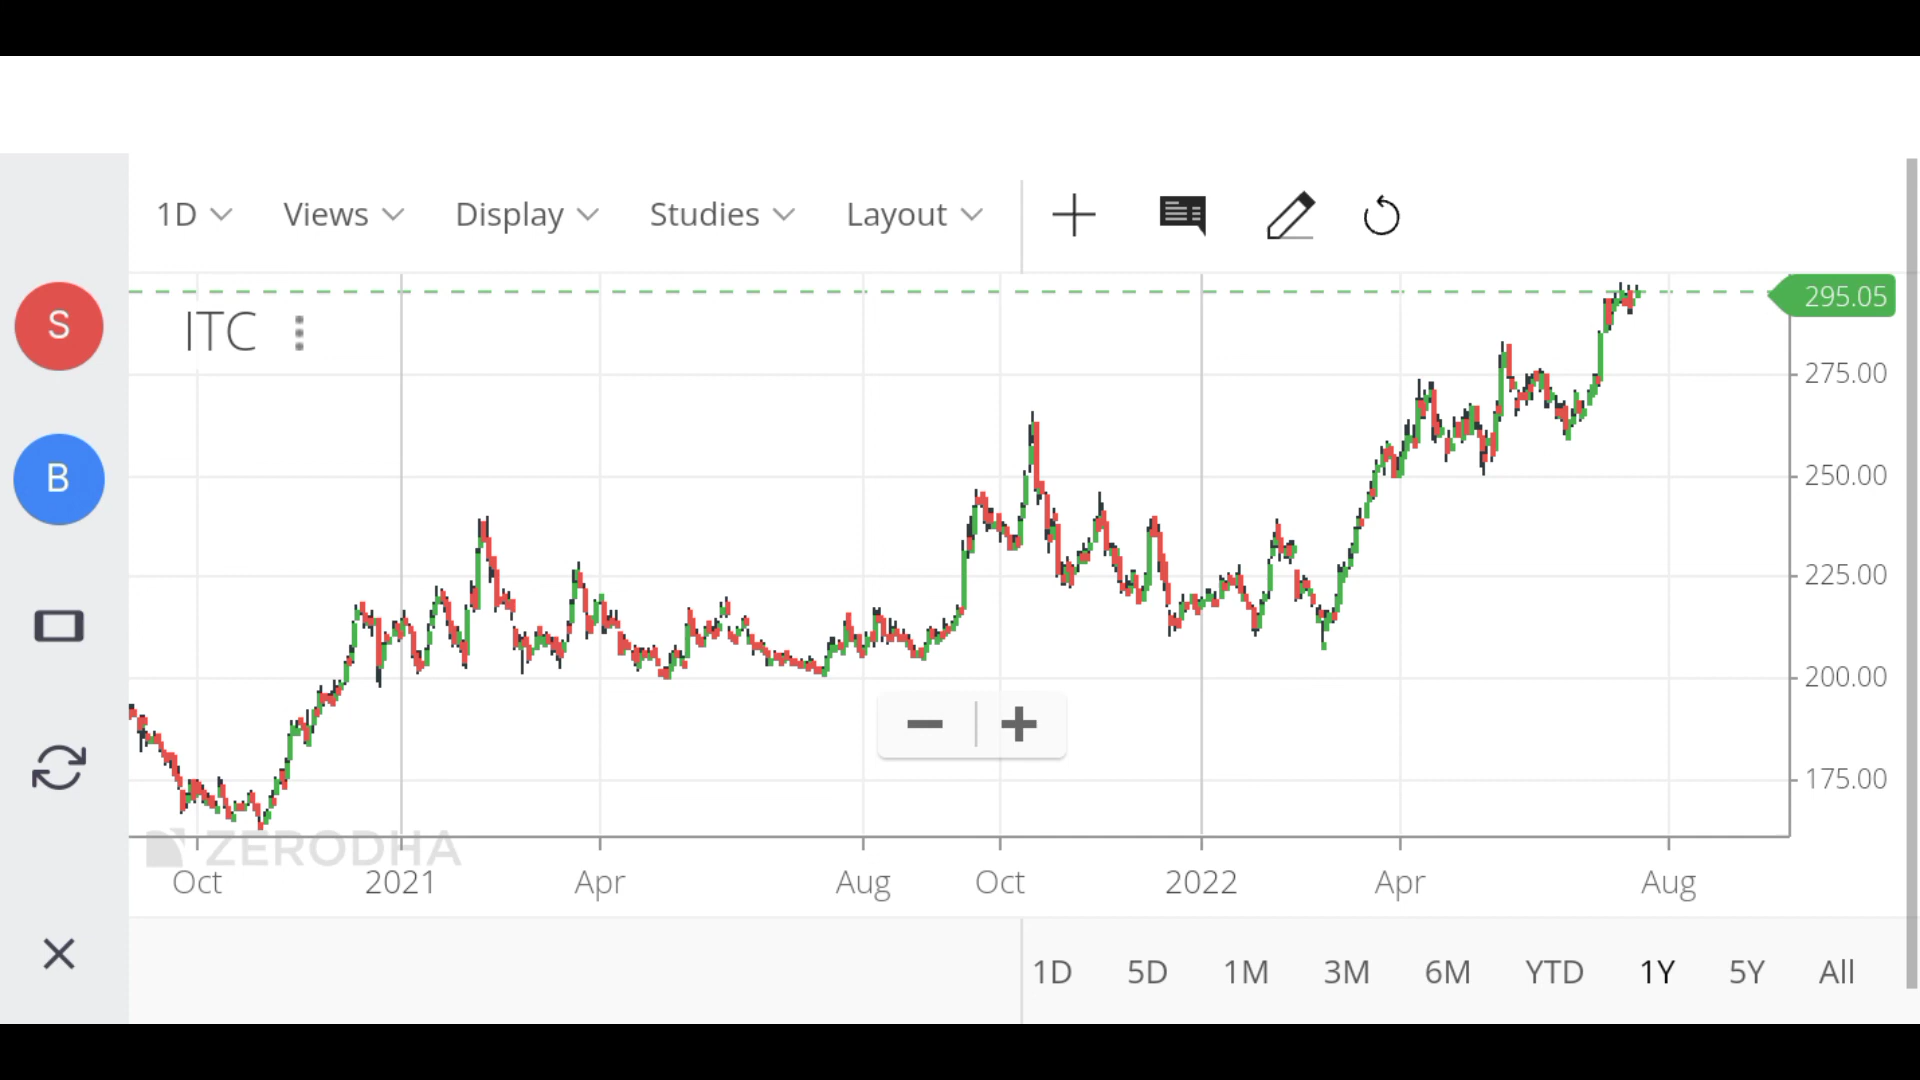 1D Views Display Studies Layout
295.05
S
ITC
275.00
B
250.00
225.00
200.00
175.00
ZERODHA
Oct 2021 Apr Aug Oct 2022 Apr Aug
1D 5D 1M 3M 6M YTD 1Y 5Y All